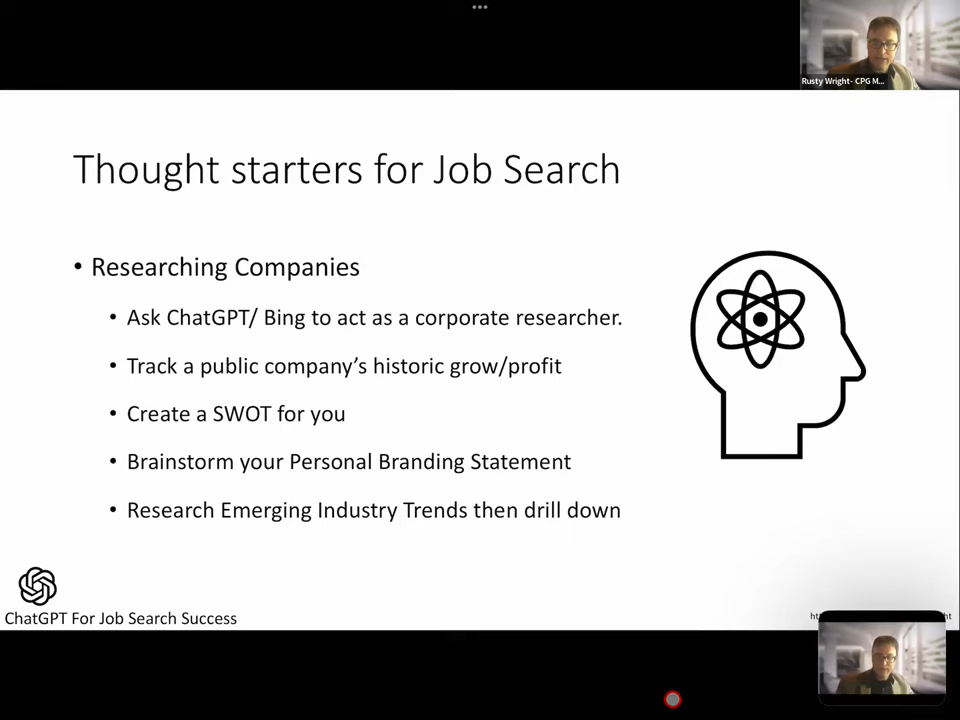 Rusty Wright- CPG M...
Thought starters for Job Search
• Researching Companies
• Ask ChatGPT/ Bing to act as a corporate researcher.
• Track a public company’s historic grow/profit
• Create a SWOT for you
• Brainstorm your Personal Branding Statement
• Research Emerging Industry Trends then drill down
ChatGPT For Job Search Success